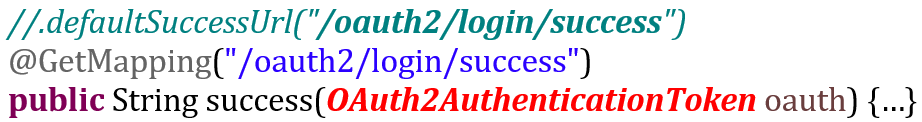 //.defaultSuccessUrl("/oauth2/login/success")
@GetMapping("/oauth2/login/success")
public String success(OAuth2AuthenticationToken oauth) {…}